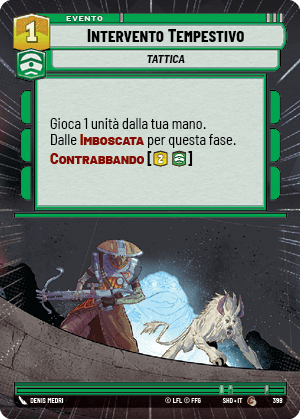 EVENTO
1
INTERVENTO TEMPESTIVO
TATTICA
Gioca 1 unità dalla tua mano.
Dalle IMBOSCATA per questa fase.
CONTRABBANDO [2]
DENIS MEDRI
© LFL © FFG
SHD • IT
398